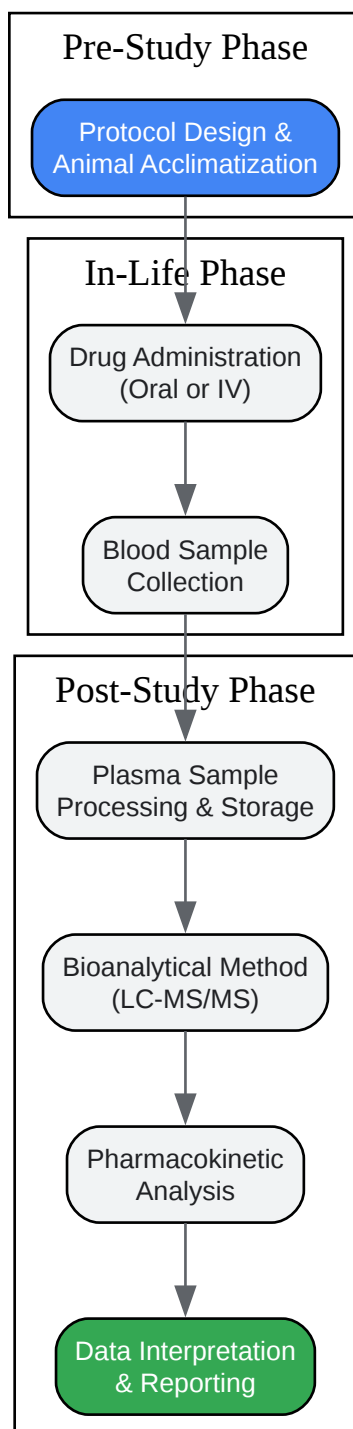 Pre-Study Phase
Protocol Design &
Animal Acclimatization
In-Life Phase
Drug Administration
(Oral or IV)
Blood Sample
Collection
Post-Study Phase
Plasma Sample
Processing & Storage
Bioanalytical Method
(LC-MS/MS)
Pharmacokinetic
Analysis
Data Interpretation
& Reporting